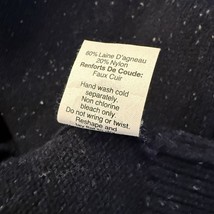 80% Laine D'agneau
20% Nylon
Renforts De Coude:
Faux Cuir
Hand wash cold
separately.
Non chlorine
bleach only.
Do not wring or twist.
Reshape and